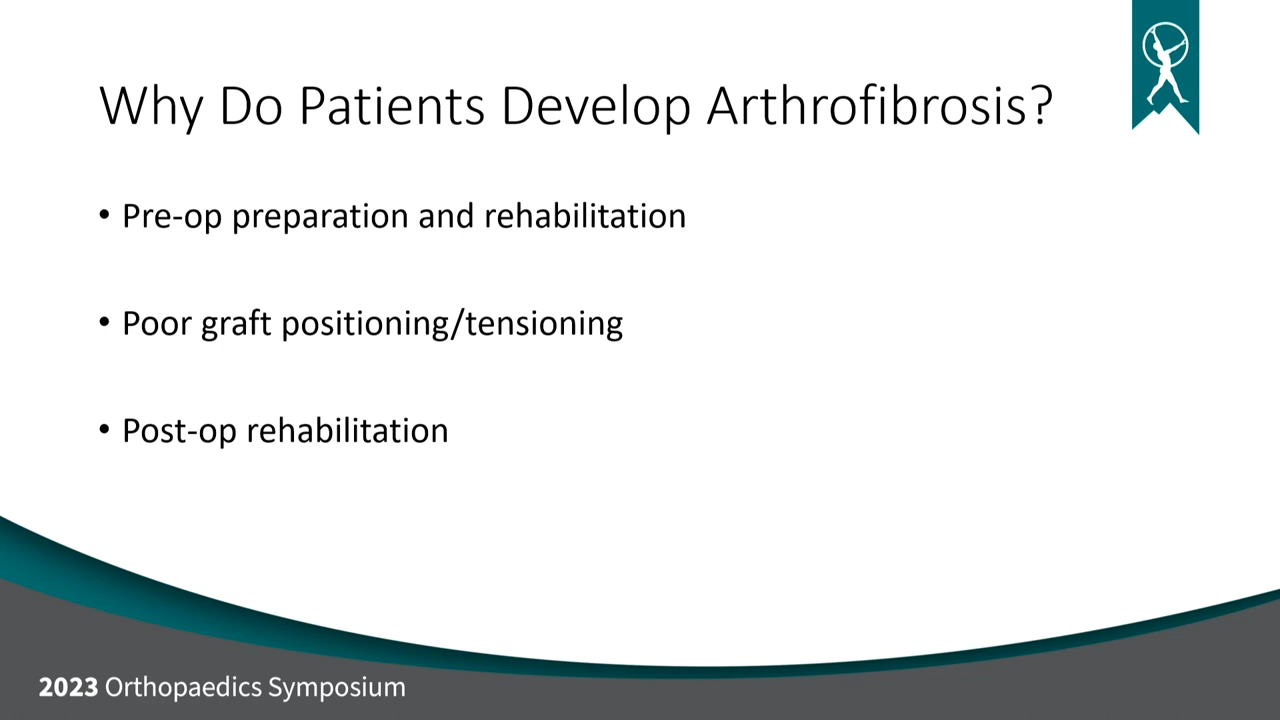 Why Do Patients Develop Arthrofibrosis?
• Pre-op preparation and rehabilitation
• Poor graft positioning/tensioning
• Post-op rehabilitation
2023 Orthopaedics Symposium